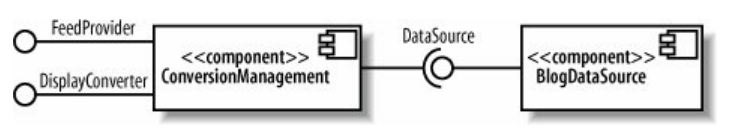 FeedProvider
DisplayConverter
<<component>>
ConversionManagement
DataSource
<<component>>
BlogDataSource